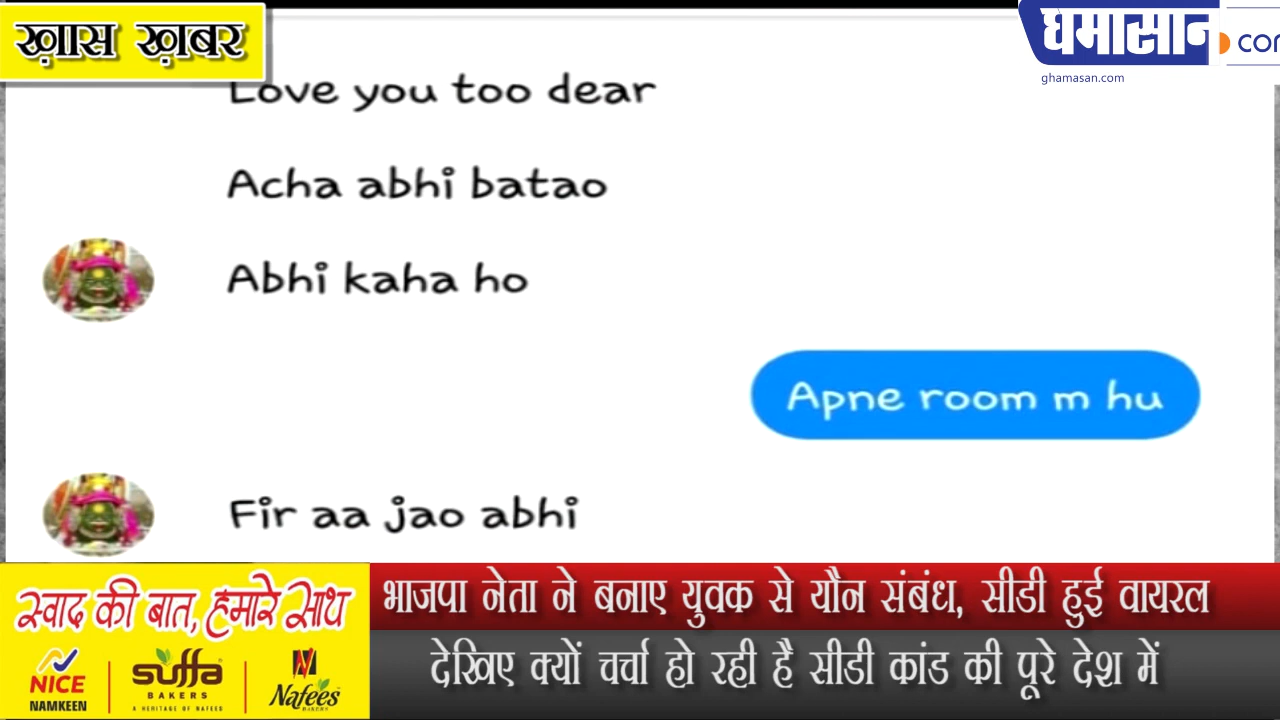 ख़ास ख़बर
घमासान
ghamasan.com
Love you too dear
Acha abhi batao
Abhi kaha ho
Apne room m hu
Fir aa jao abhi
स्वाद की बात, हमारे साथ
NICE
NAMKEEN
suffa
BAKERS
A HERITAGE OF NAFEES
Nafees
BAKERY
भाजपा नेता ने बनाए युवक से यौन संबंध, सीडी हुई वायरल
देखिए क्यों चर्चा हो रही है सीडी कांड की पूरे देश में